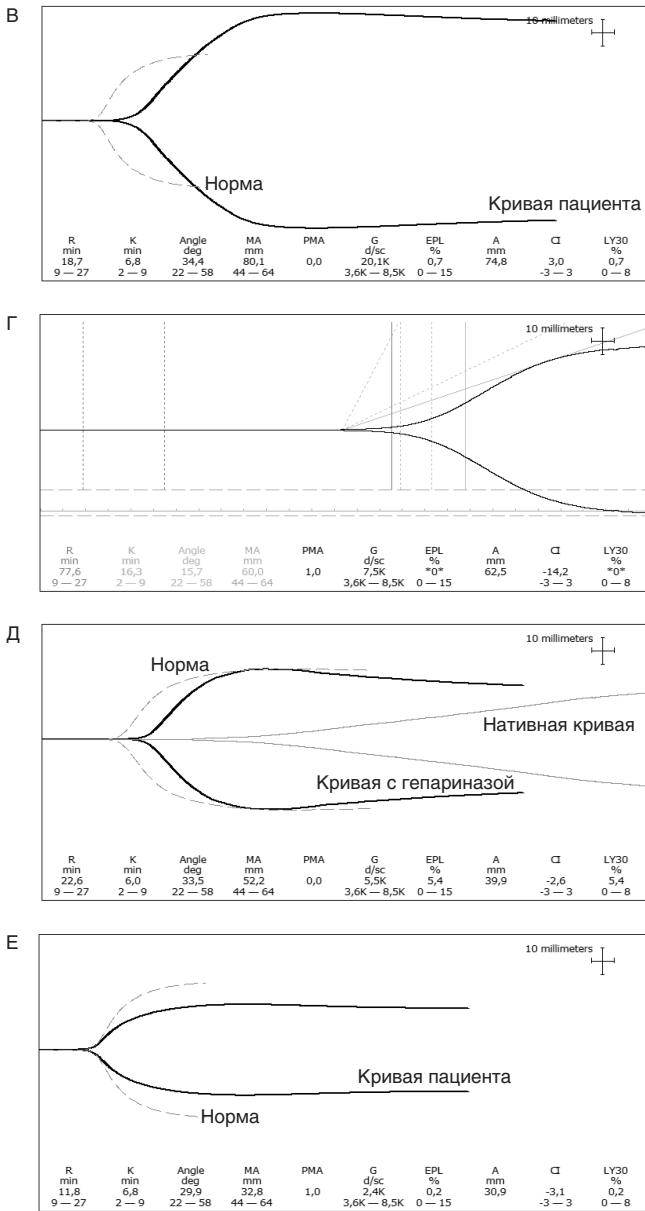 В
10 millimeters
Норма
Кривая пациента
R K Angle MA PMA G EPL A CI LY30
min min deg mm d/sc % mm %
18,7 6,8 34,4 80,1 0,0 20,1K 0,7 74,8 3,0 0,7
9 — 27 2 — 9 22 — 58 44 — 64 3,6K — 8,5K 0 — 15 -3 — 3 0 — 8
Г
10 millimeters
R K Angle MA PMA G EPL A CI LY30
min min deg mm d/sc % mm %
77,6 16,3 15,7 60,0 1,0 7,5K *0* 62,5 -14,2 *0*
9 — 27 2 — 9 22 — 58 44 — 64 3,6K — 8,5K 0 — 15 -3 — 3 0 — 8
Д
10 millimeters
Норма
Нативная кривая
Кривая с гепариназой
R K Angle MA PMA G EPL A CI LY30
min min deg mm d/sc % mm %
22,6 6,0 33,5 52,2 0,0 5,5K 5,4 39,9 -2,6 5,4
9 — 27 2 — 9 22 — 58 44 — 64 3,6K — 8,5K 0 — 15 -3 — 3 0 — 8
Е
10 millimeters
Кривая пациента
Норма
R K Angle MA PMA G EPL A CI LY30
min min deg mm d/sc % mm %
11,8 6,8 29,9 32,8 1,0 2,4K 0,2 30,9 -3,1 0,2
9 — 27 2 — 9 22 — 58 44 — 64 3,6K — 8,5K 0 — 15 -3 — 3 0 — 8